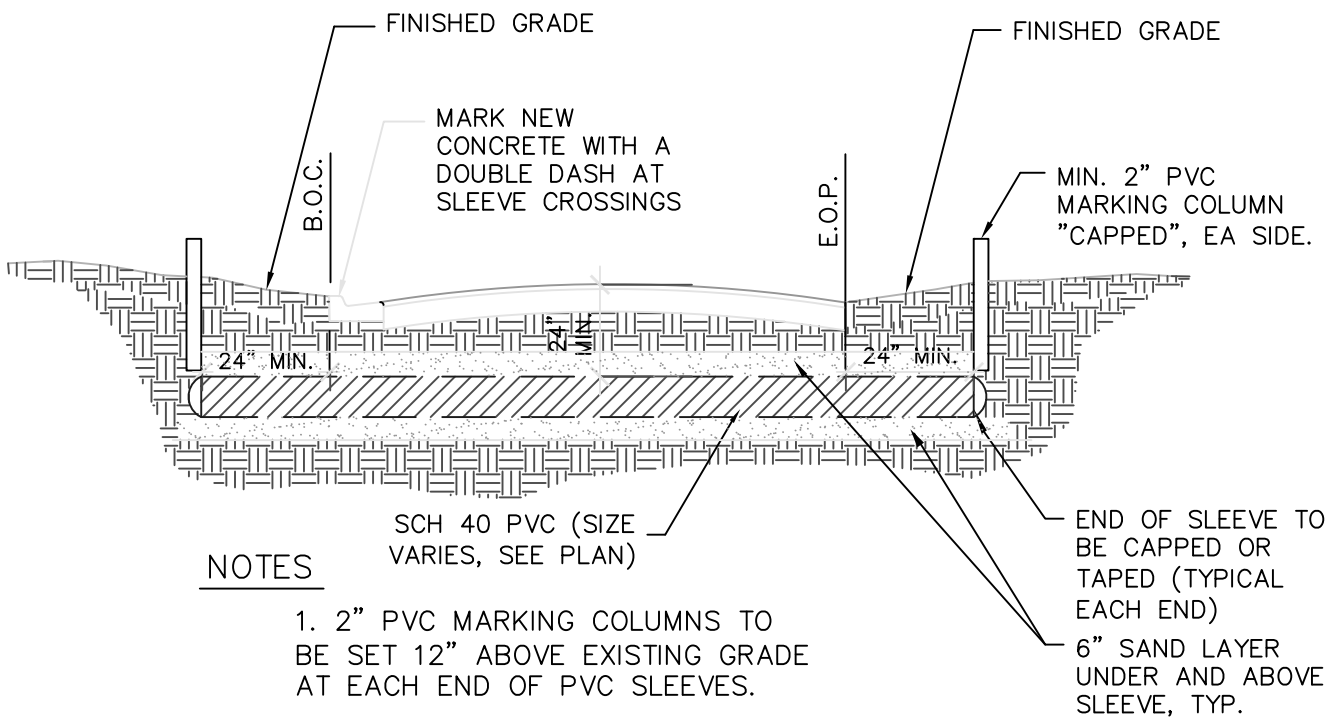 FINISHED GRADE
FINISHED GRADE
MARK NEW
CONCRETE WITH A
DOUBLE DASH AT
SLEEVE CROSSINGS
B.O.C.
E.O.P.
MIN. 2" PVC
MARKING COLUMN
"CAPPED", EA SIDE.
24" MIN.
24"
MIN.
24" MIN.
SCH 40 PVC (SIZE
VARIES, SEE PLAN)
END OF SLEEVE TO
BE CAPPED OR
TAPED (TYPICAL
EACH END)
6" SAND LAYER
UNDER AND ABOVE
SLEEVE, TYP.
NOTES
1. 2" PVC MARKING COLUMNS TO
BE SET 12" ABOVE EXISTING GRADE
AT EACH END OF PVC SLEEVES.